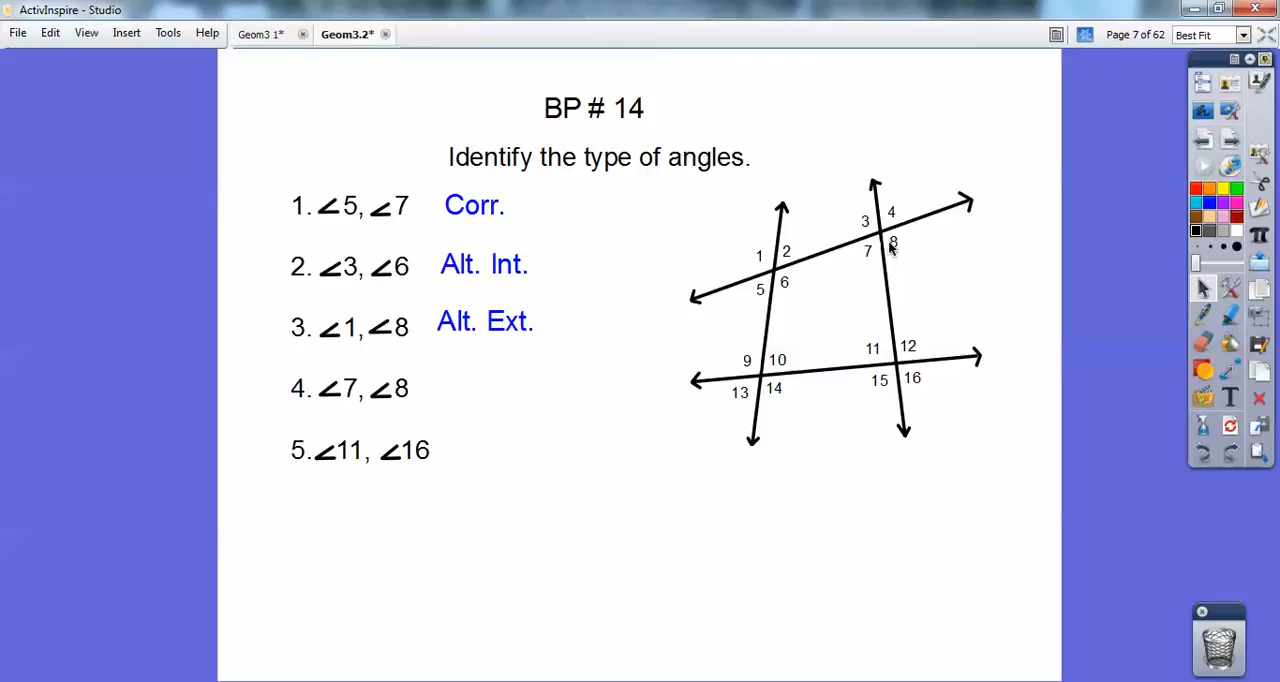 ActivInspire - Studio
File Edit View Insert Tools Help
Geom3 1*
Geom3.2*
Page 7 of 62
Best Fit
BP # 14
Identify the type of angles.
1. ∠5, ∠7 Corr.
2. ∠3, ∠6 Alt. Int.
3. ∠1, ∠8 Alt. Ext.
4. ∠7, ∠8
5. ∠11, ∠16
3 4
7 8
1 2
5 6
11 12
15 16
9 10
13 14